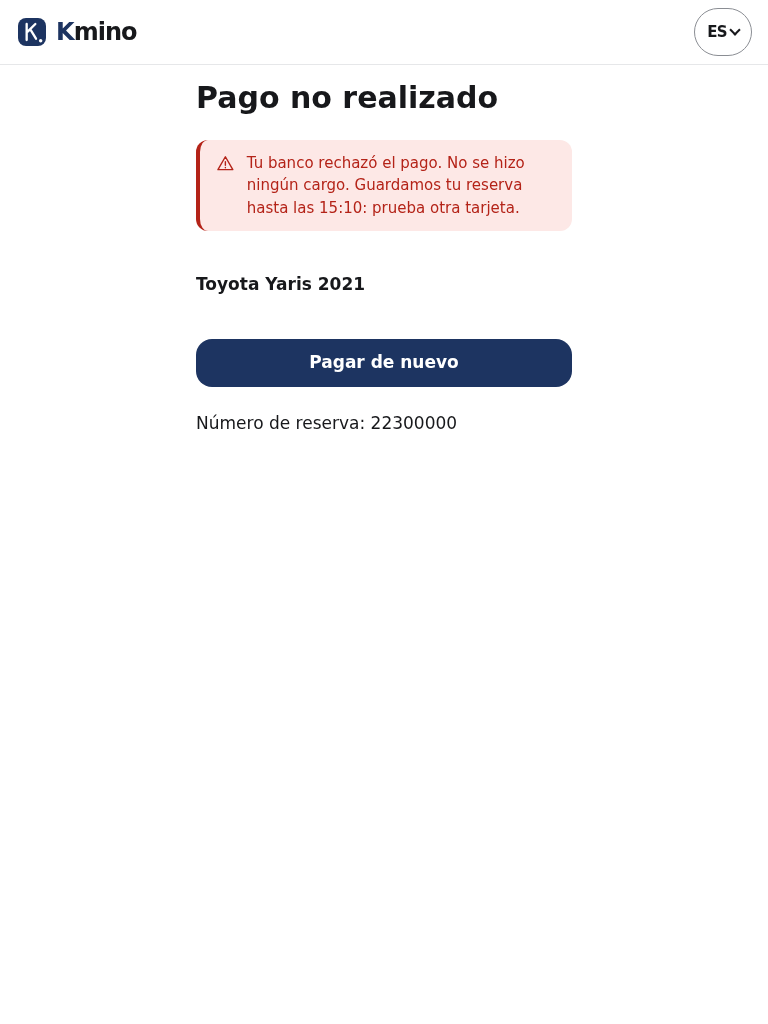 K. Kmino
ES
Pago no realizado
Tu banco rechazó el pago. No se hizo
ningún cargo. Guardamos tu reserva
hasta las 15:10: prueba otra tarjeta.
Toyota Yaris 2021
Pagar de nuevo
Número de reserva: 22300000